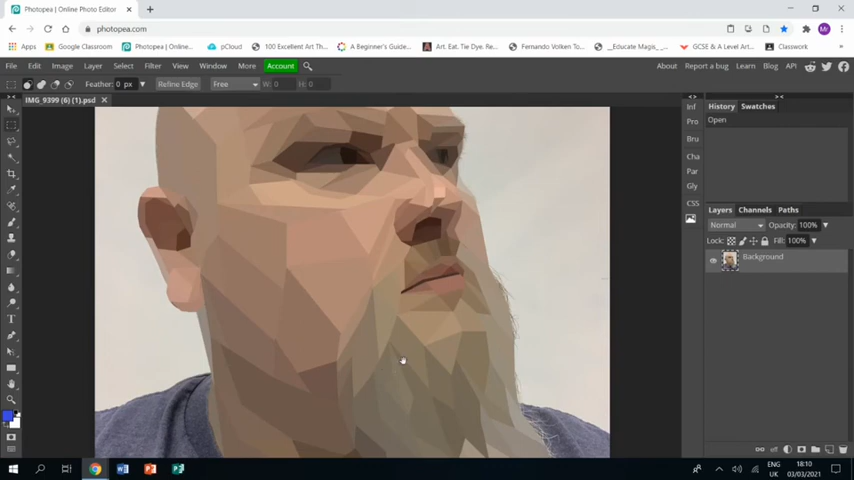 Photopea | Online Photo Editor
photopea.com
Apps
Google Classroom
Photopea | Online...
pCloud
100 Excellent Art Th...
A Beginner's Guide...
Art. Eat. Tie Dye. Re...
Fernando Volken To...
__Educate Magis_...
GCSE & A Level Art...
Classwork
File Edit Image Layer Select Filter View Window More Account
About Report a bug Learn Blog API
Feather: 0 px Refine Edge Free W: 0 H: 0
IMG_9399 (6) (1).psd
Inf
Pro
Bru
Cha
Par
Gly
CSS
History Swatches
Open
Layers Channels Paths
Normal Opacity: 100%
Lock: Fill: 100%
Background
ENG
UK
18:10
03/03/2021